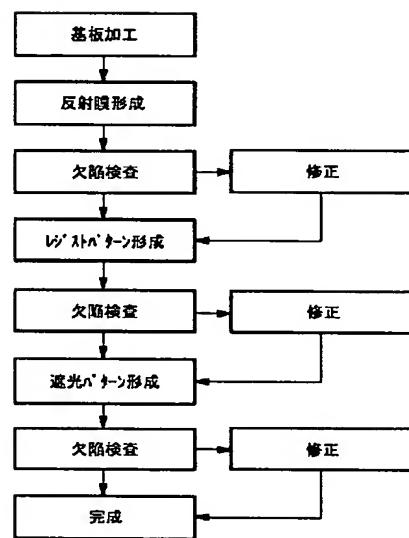 基板加工
反射膜形成
欠陥検査
修正
レジストパターン形成
欠陥検査
修正
遮光パターン形成
欠陥検査
修正
完成